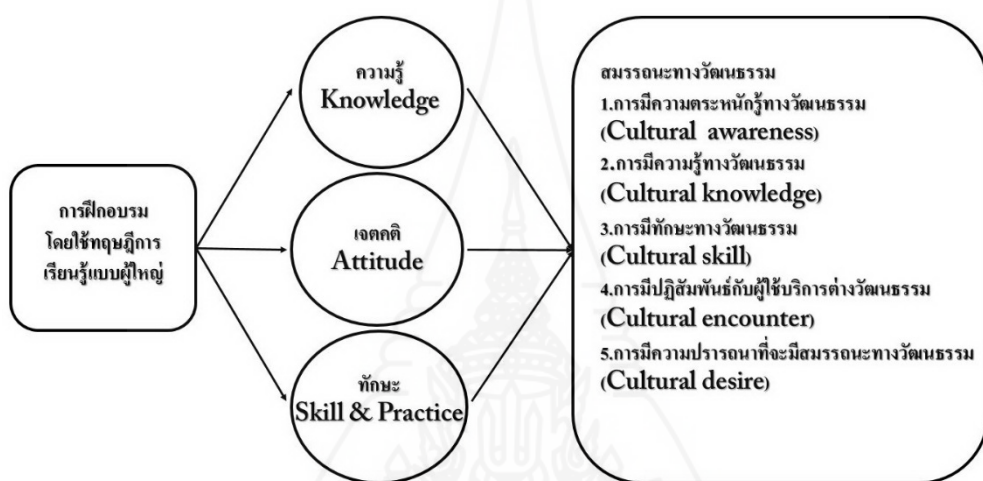 การฝึกอบรม
โดยใช้ทฤษฎีการ
เรียนรู้แบบผู้ใหญ่
ความรู้
Knowledge
เจตคติ
Attitude
ทักษะ
Skill & Practice
สมรรถนะทางวัฒนธรรม
1.การมีความตระหนักรู้ทางวัฒนธรรม
(Cultural awareness)
2.การมีความรู้ทางวัฒนธรรม
(Cultural knowledge)
3.การมีทักษะทางวัฒนธรรม
(Cultural skill)
4.การมีปฏิสัมพันธ์กับผู้ใช้บริการต่างวัฒนธรรม
(Cultural encounter)
5.การมีความปรารถนาที่จะมีสมรรถนะทางวัฒนธรรม
(Cultural desire)